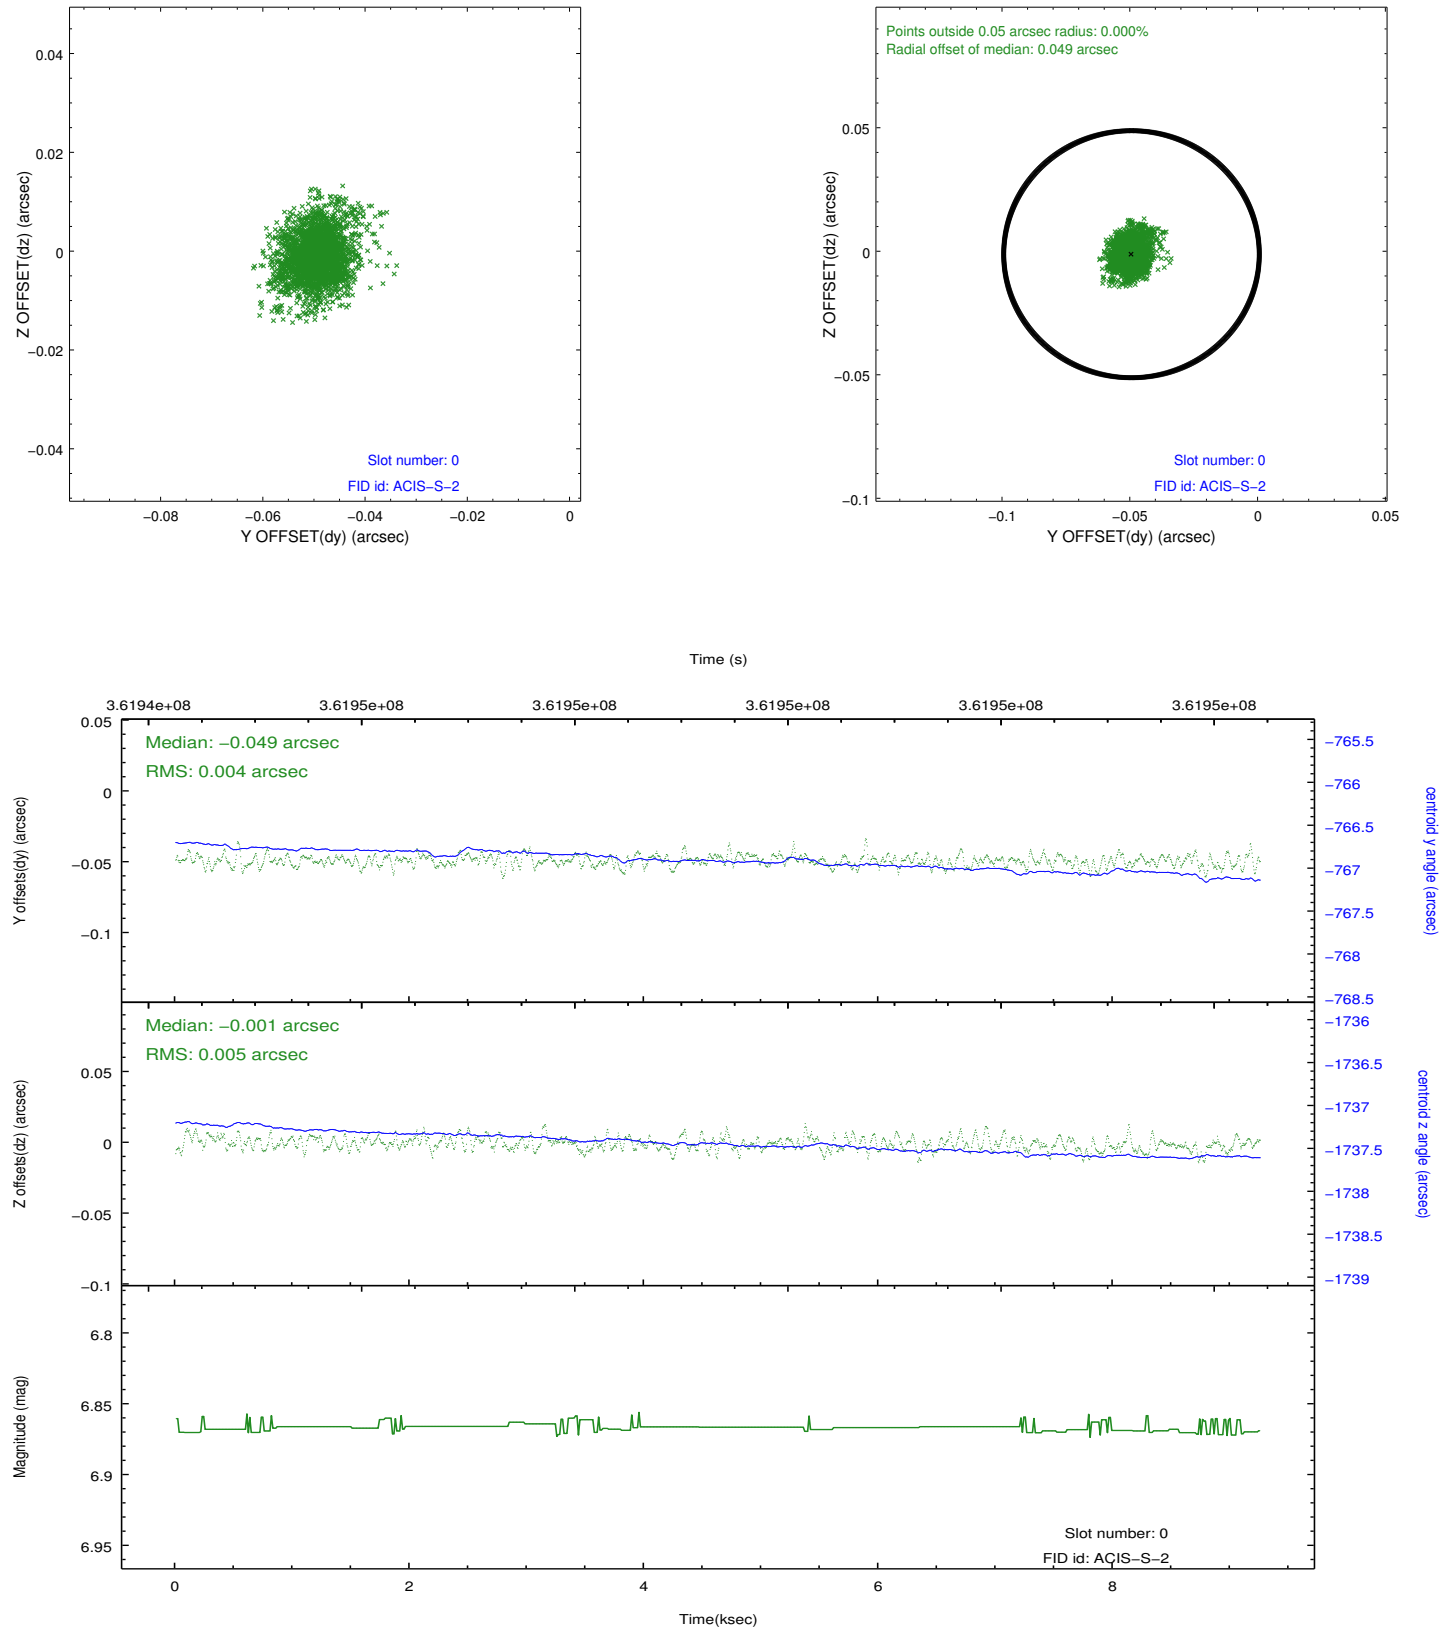 0.04
0.02
0
−0.02
−0.04
Z OFFSET(dz) (arcsec)
Slot number: 0
FID id: ACIS−S−2
−0.08
−0.06
−0.04
−0.02
0
Y OFFSET(dy) (arcsec)
Points outside 0.05 arcsec radius: 0.000%
Radial offset of median: 0.049 arcsec
0.05
0
−0.05
−0.1
Z OFFSET(dz) (arcsec)
Slot number: 0
FID id: ACIS−S−2
−0.1
−0.05
0
0.05
Y OFFSET(dy) (arcsec)
Time (s)
3.6194e+08
3.6195e+08
3.6195e+08
3.6195e+08
3.6195e+08
3.6195e+08
Median: −0.049 arcsec
RMS: 0.004 arcsec
0.05
0
−0.05
−0.1
Y offsets(dy) (arcsec)
−765.5
−766
−766.5
−767
−767.5
−768
−768.5
centroid y angle (arcsec)
Median: −0.001 arcsec
RMS: 0.005 arcsec
0.05
0
−0.05
−0.1
Z offsets(dz) (arcsec)
−1736
−1736.5
−1737
−1737.5
−1738
−1738.5
−1739
centroid z angle (arcsec)
6.8
6.85
6.9
6.95
Magnitude (mag)
Slot number: 0
FID id: ACIS−S−2
0
2
4
6
8
Time(ksec)